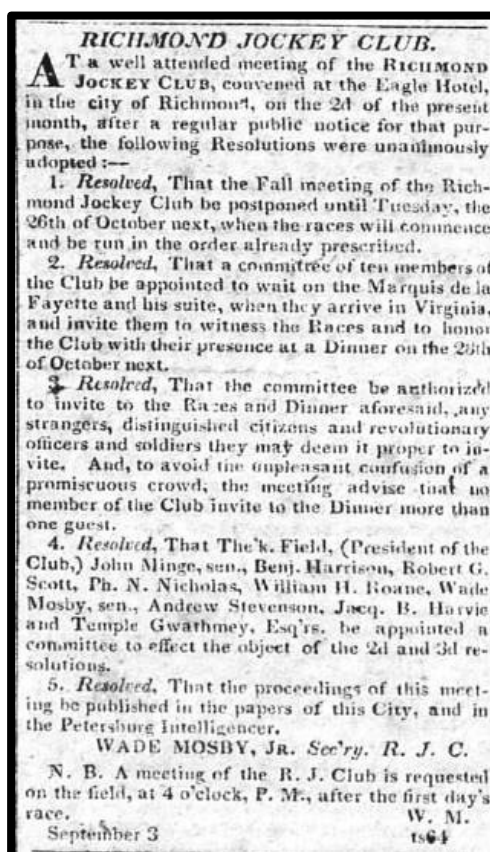 RICHMOND JOCKEY CLUB.
AT a well attended meeting of the RICHMOND
JOCKEY CLUB, convened at the Eagle Hotel,
in the city of Richmond, on the 2d of the present
month, after a regular public notice for that pur-
pose, the following Resolutions were unanimously
adopted :—
1. Resolved, That the Fall meeting of the Rich-
mond Jockey Club be postponed until Tuesday, the
26th of October next, when the races will commence
and be run in the order already prescribed.
2. Resolved, That a committee of ten members of
the Club be appointed to wait on the Marquis de la
Fayette and his suite, when they arrive in Virginia,
and invite them to witness the Races and to honor
the Club with their presence at a Dinner on the 28th
of October next.
3. Resolved, That the committee be authorized
to invite to the Races and Dinner aforesaid, any
strangers, distinguished citizens and revolutionary
officers and soldiers they may deem it proper to in-
vite. And, to avoid the unpleasant confusion of a
promiscuous crowd, the meeting advise that no
member of the Club invite to the Dinner more than
one guest.
4. Resolved, That The'k. Field, (President of the
Club,) John Minge, sen., Benj. Harrison, Robert G.
Scott, Ph. N. Nicholas, William H. Roane, Wade
Mosby, sen., Andrew Stevenson, Jacq. B. Harvie
and Temple Gwathmey, Esq'rs. be appointed a
committee to effect the object of the 2d and 3d re-
solutions.
5. Resolved, That the proceedings of this meet-
ing be published in the papers of this City, and in
the Petersburg Intelligencer.
WADE MOSBY, JR. Sec'ry. R. J. C.
N. B. A meeting of the R. J. Club is requested
on the field, at 4 o'clock, P. M., after the first day's
race. W. M.
September 3 ts64